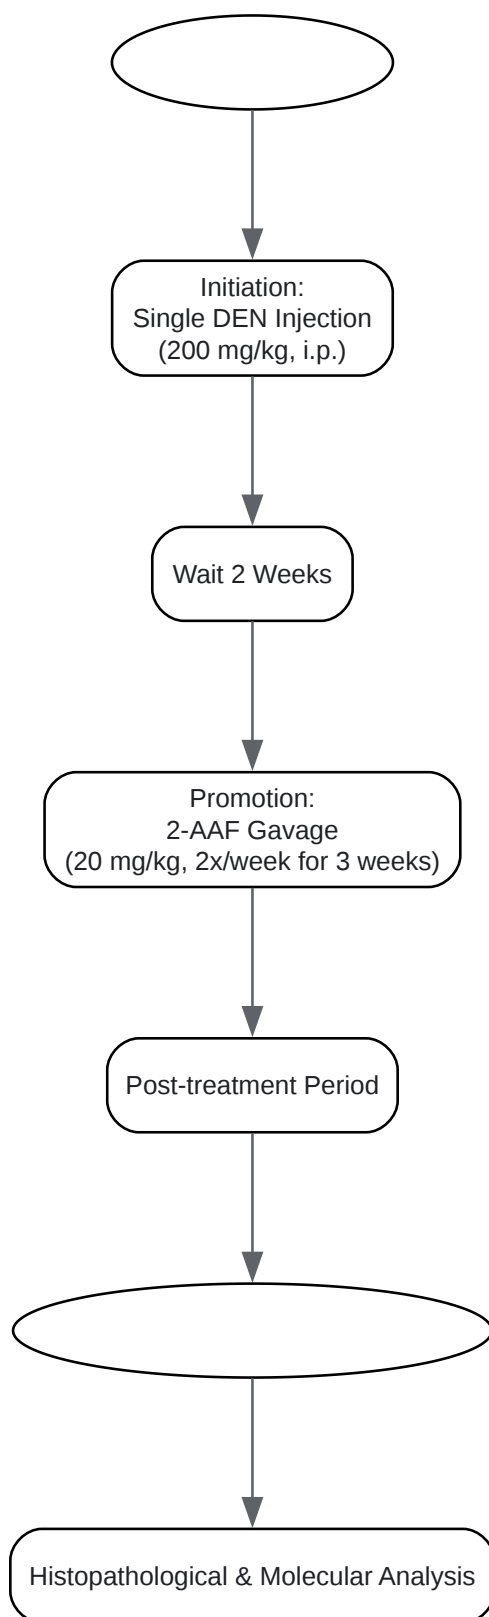 Initiation:
Single DEN Injection
(200 mg/kg, i.p.)
Wait 2 Weeks
Promotion:
2-AAF Gavage
(20 mg/kg, 2x/week for 3 weeks)
Post-treatment Period
Histopathological & Molecular Analysis